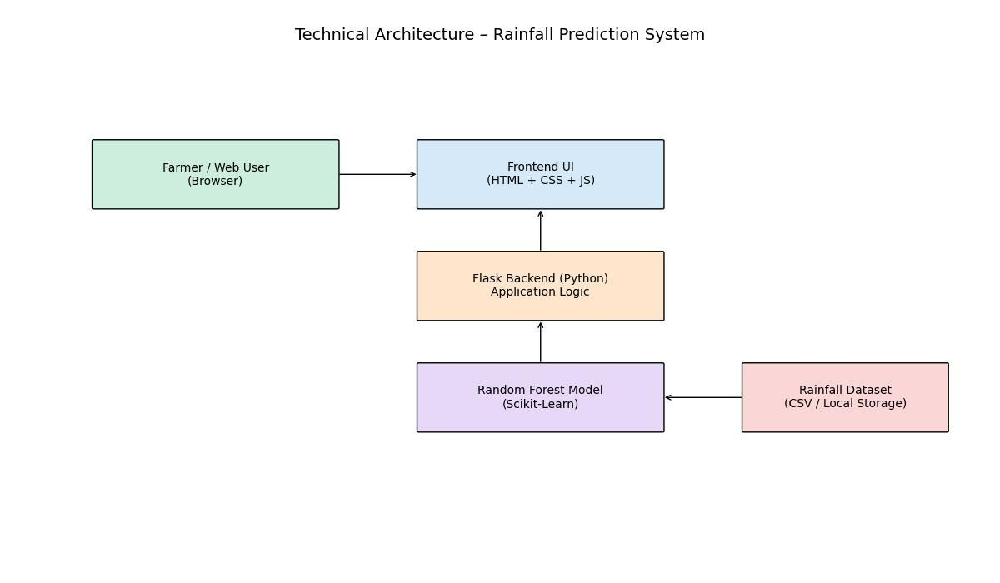 Technical Architecture – Rainfall Prediction System
Farmer / Web User
(Browser)
Frontend UI
(HTML + CSS + JS)
Flask Backend (Python)
Application Logic
Random Forest Model
(Scikit-Learn)
Rainfall Dataset
(CSV / Local Storage)